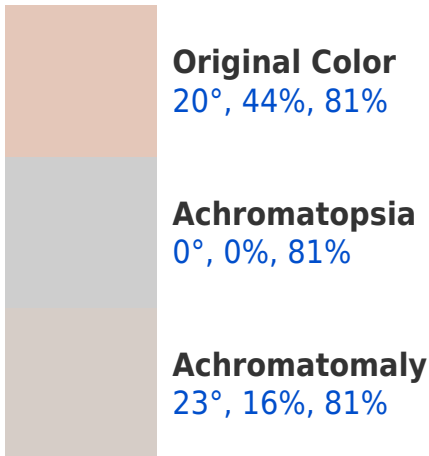 Original Color
20°, 44%, 81%
Achromatopsia
0°, 0%, 81%
Achromatomaly
23°, 16%, 81%